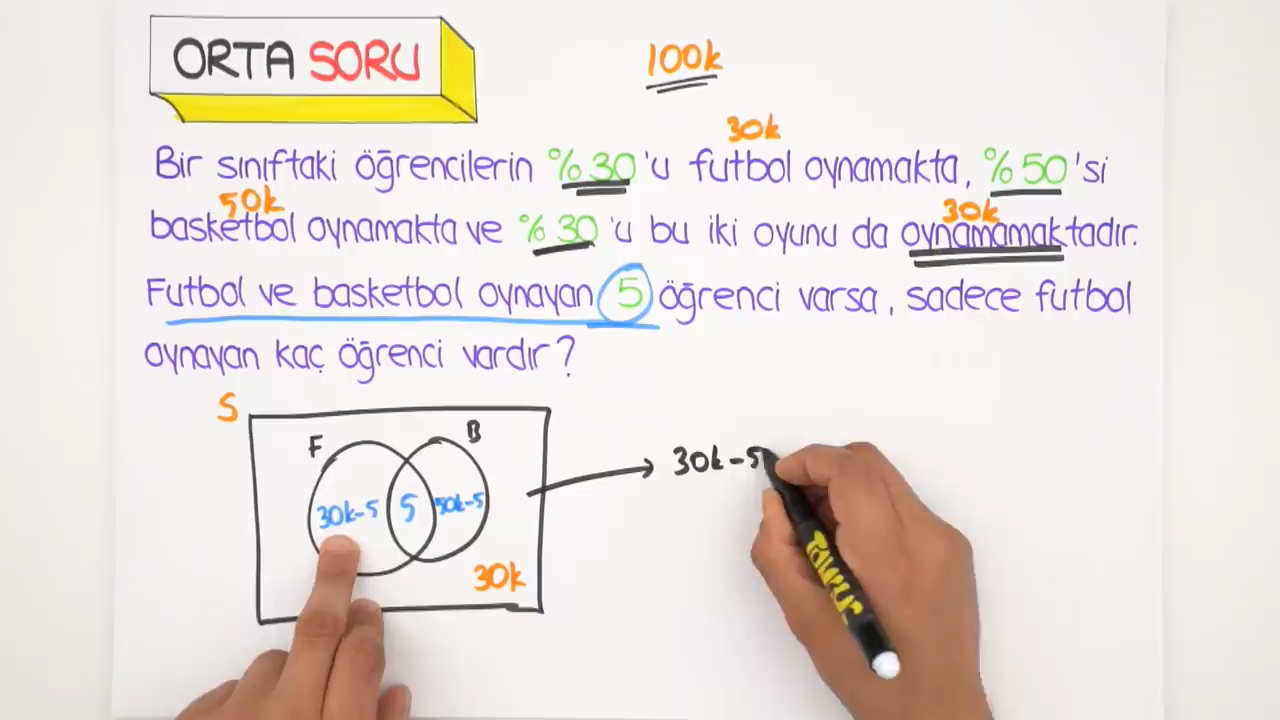 ORTA SORU
100k
30k
Bir sınıftaki öğrencilerin %30'u futbol oynamakta, %50'si
50k 30k
basketbol oynamakta ve %30'u bu iki oyunu da oynamamaktadır.
Futbol ve basketbol oynayan 5 öğrenci varsa, sadece futbol
oynayan kaç öğrenci vardır?
S
F B
30k-5 5 50k-5
30k
30k-5